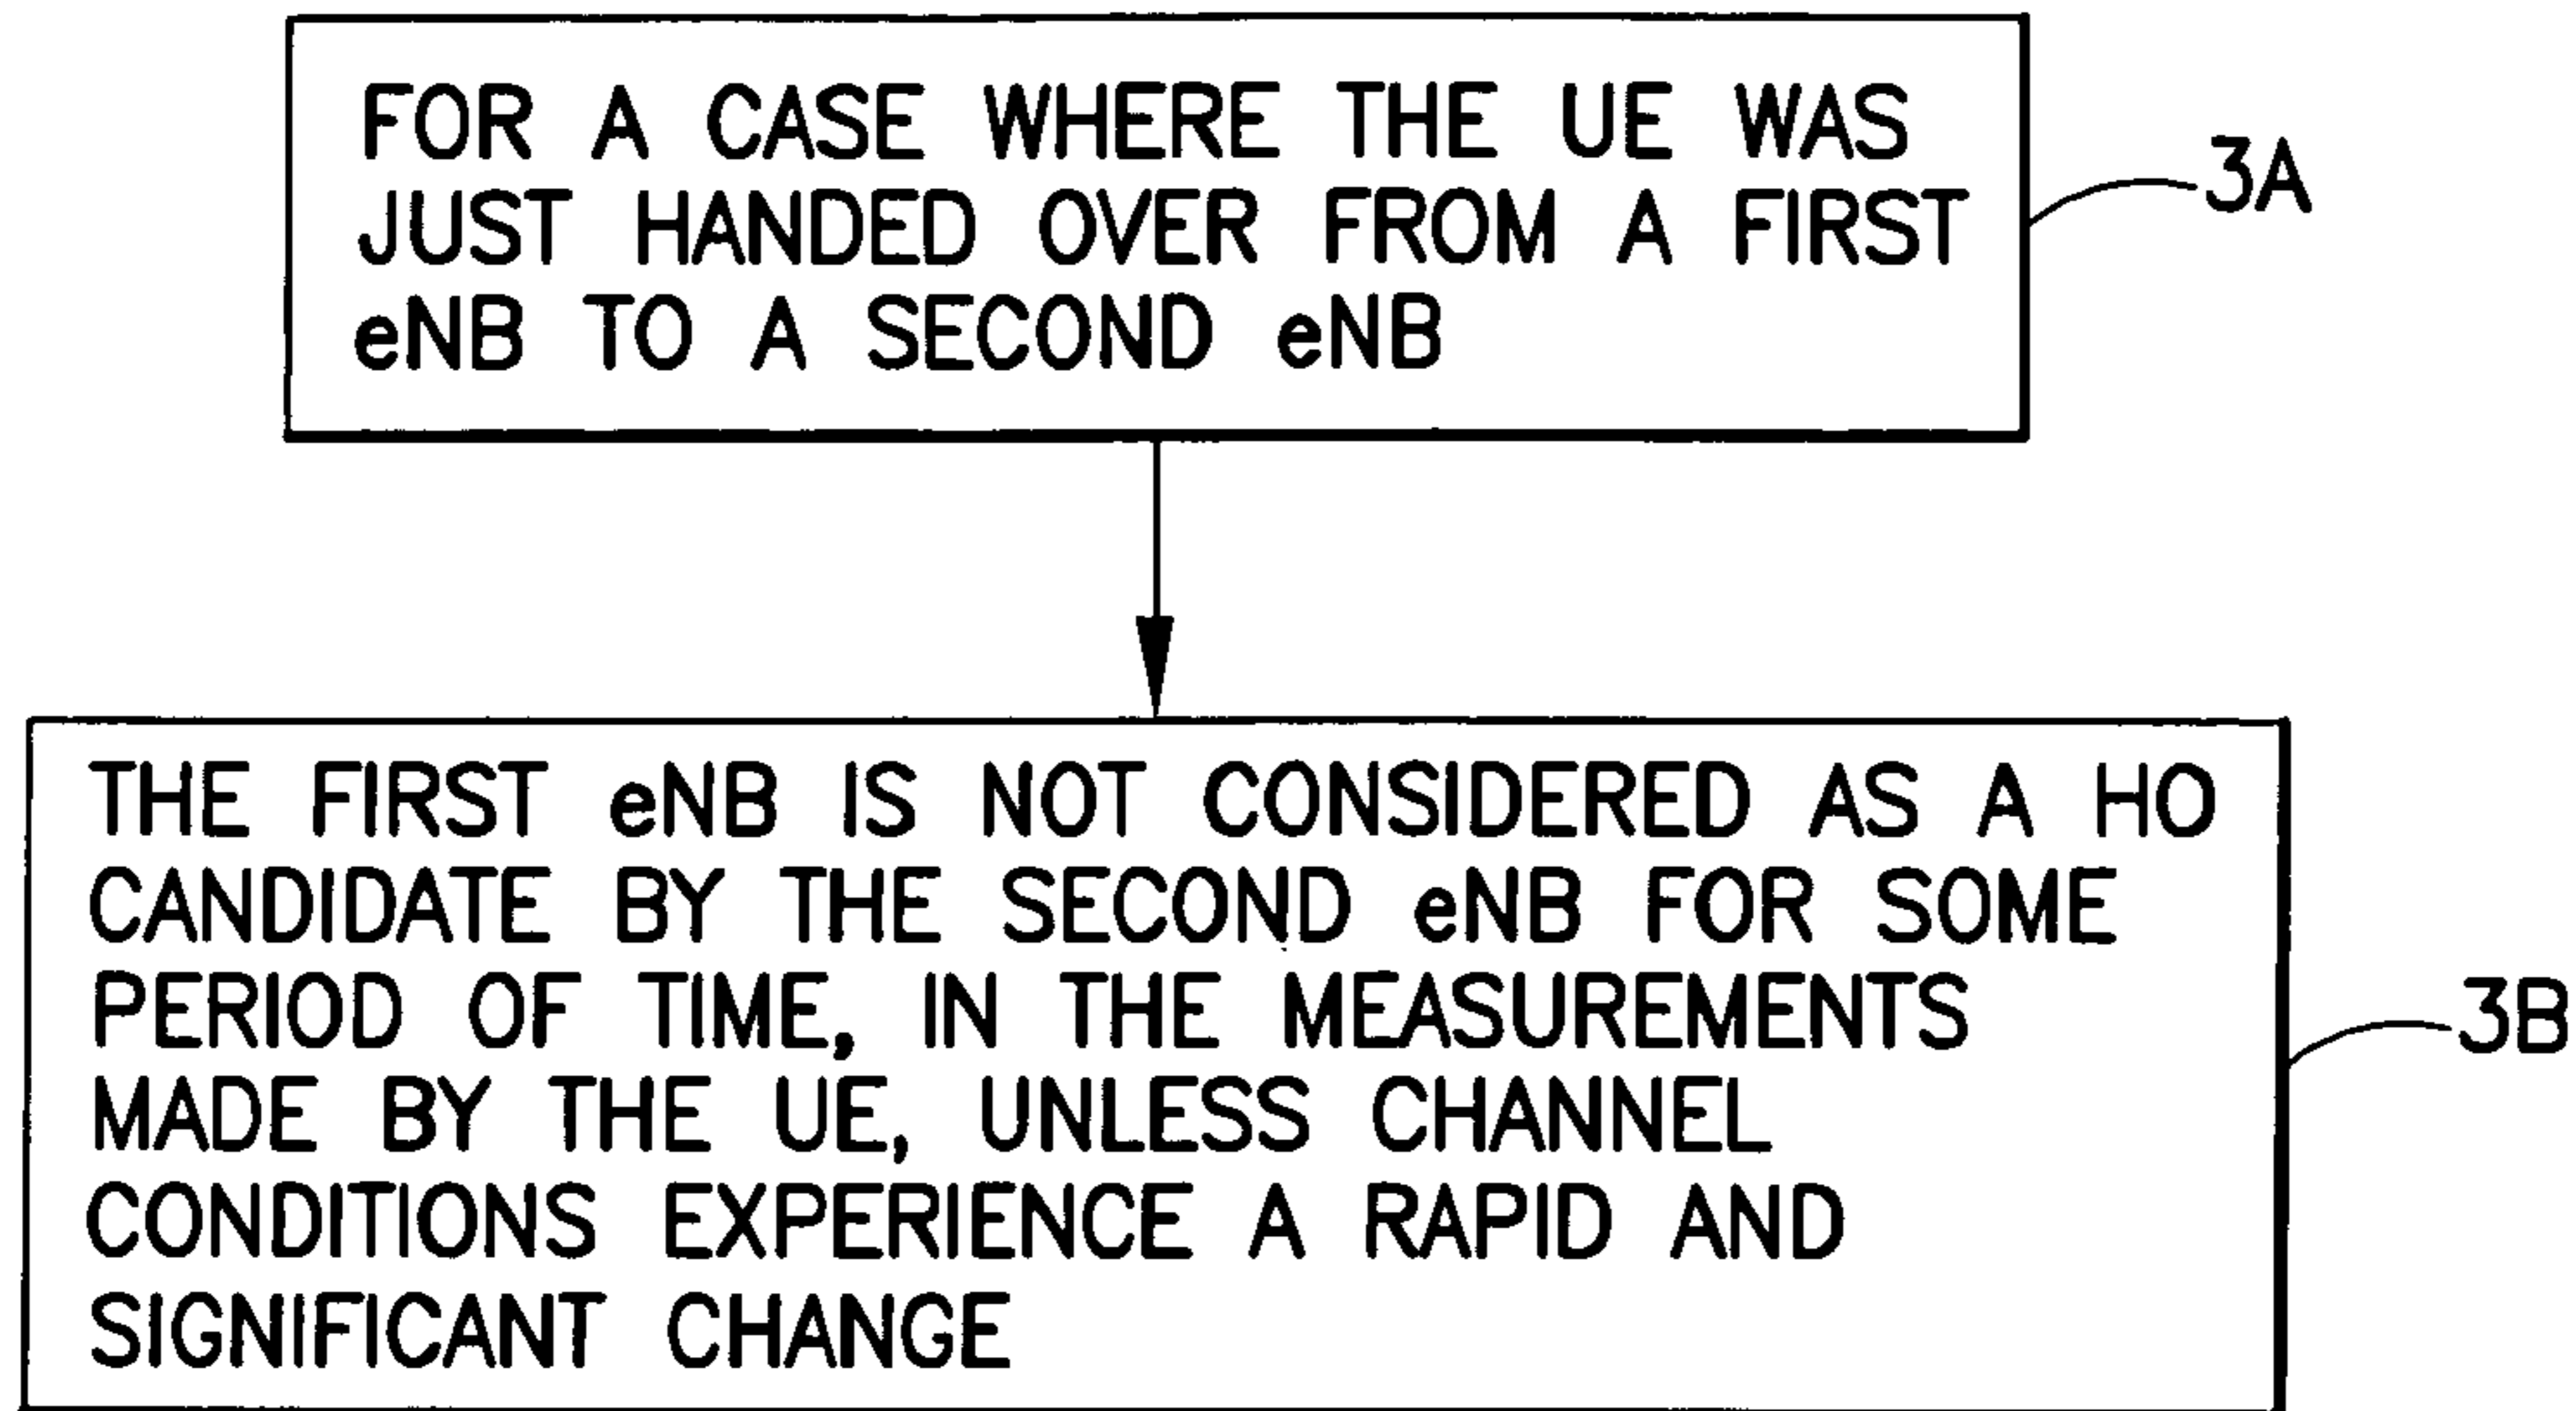 FOR A CASE WHERE THE UE WAS
JUST HANDED OVER FROM A FIRST
eNB TO A SECOND eNB
3A
THE FIRST eNB IS NOT CONSIDERED AS A HO
CANDIDATE BY THE SECOND eNB FOR SOME
PERIOD OF TIME, IN THE MEASUREMENTS
MADE BY THE UE, UNLESS CHANNEL
CONDITIONS EXPERIENCE A RAPID AND
SIGNIFICANT CHANGE
3B